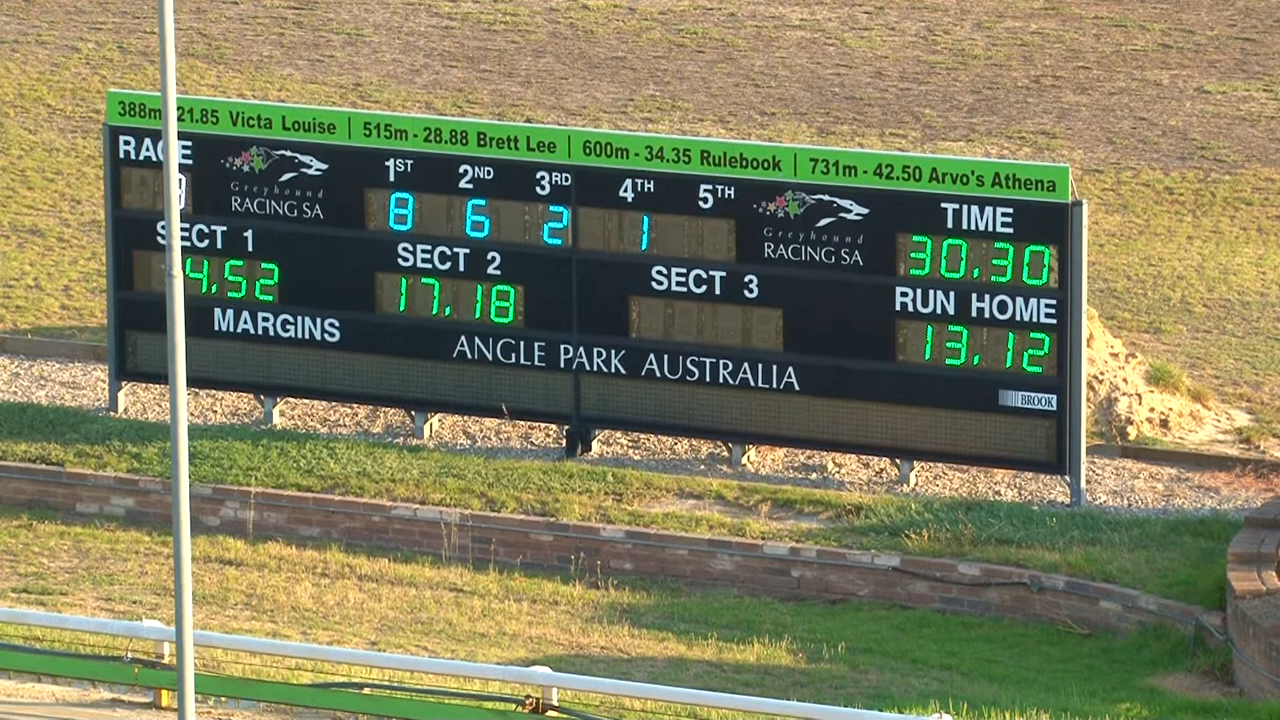 388m 21.85 Victa Louise | 515m - 28.88 Brett Lee | 600m - 34.35 Rulebook | 731m - 42.50 Arvo's Athena
RACE
Greyhound
RACING SA
1ST 2ND 3RD 4TH 5TH
8 6 2 1
Greyhound
RACING SA
TIME
30.30
SECT 1
4.52
SECT 2
17.18
SECT 3
RUN HOME
13.12
MARGINS
ANGLE PARK AUSTRALIA
BROOK